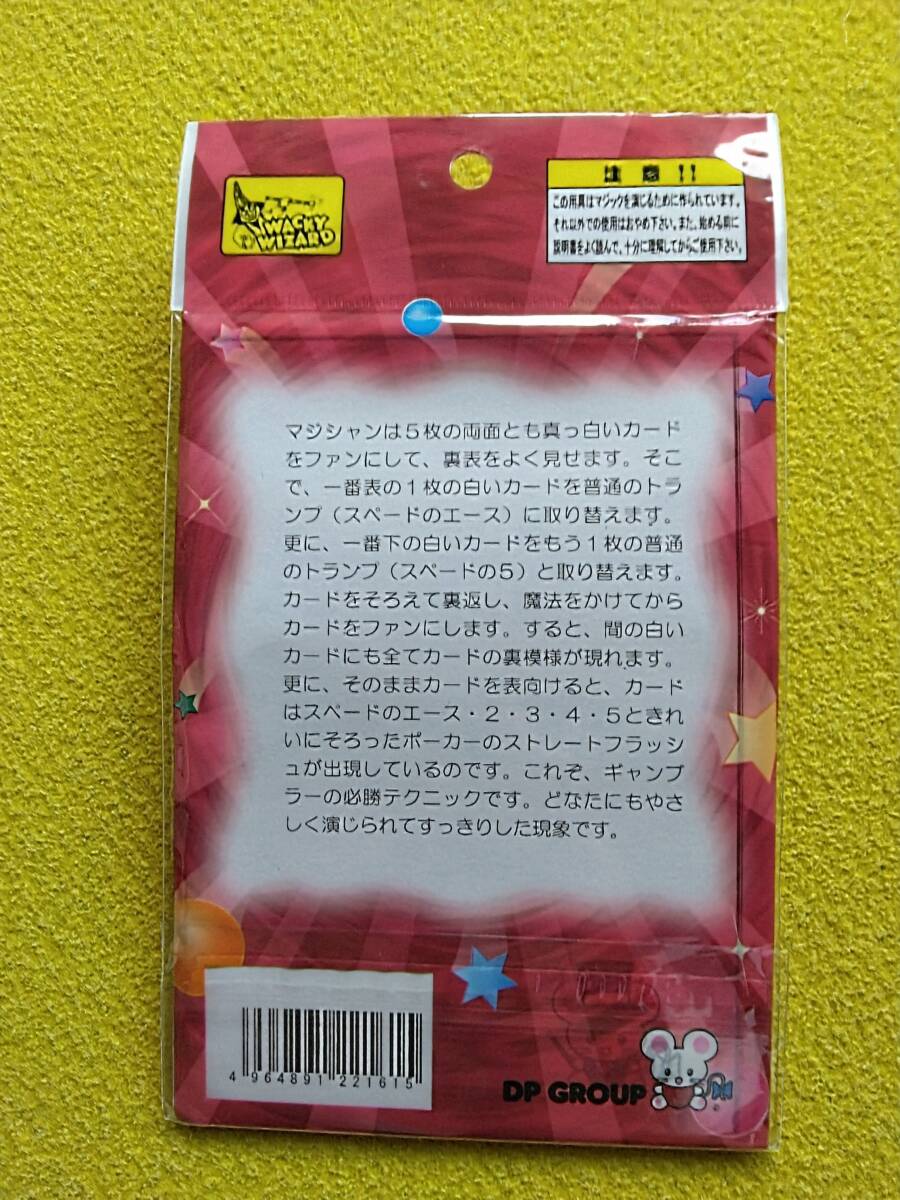 WACKY
WIZARD
注意!!
この用具はマジックを演じるために作られています。
それ以外での使用はおやめ下さい。また、始める前に
説明書をよく読んで、十分に理解してからご使用下さい。
マジシャンは5枚の両面とも真っ白いカード
をファンにして、裏表をよく見せます。そこ
で、一番表の1枚の白いカードを普通のトラ
ンプ(スペードのエース)に取り替えます。
更に、一番下の白いカードをもう1枚の普通
のトランプ(スペードの5)と取り替えます。
カードをそろえて裏返し、魔法をかけてから
カードをファンにします。すると、間の白い
カードにも全てカードの裏模様が現れます。
更に、そのままカードを表向けると、カード
はスペードのエース・2・3・4・5ときれ
いにそろったポーカーのストレートフラッシ
ュが出現しているのです。これぞ、ギャンブ
ラーの必勝テクニックです。どなたにもやさ
しく演じられてすっきりした現象です。
4 964891 221615
DP GROUP